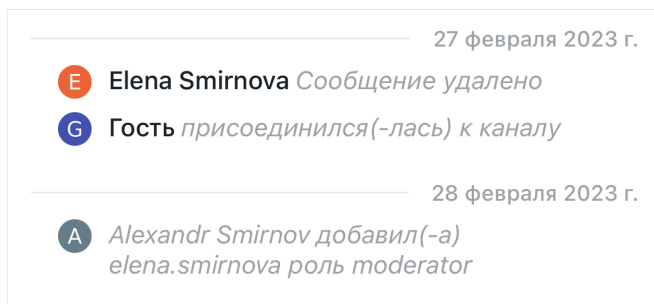 27 февраля 2023 г.
E Elena Smirnova Сообщение удалено
G Гость присоединился(-лась) к каналу
28 февраля 2023 г.
A Alexandr Smirnov добавил(-а)
elena.smirnova роль moderator